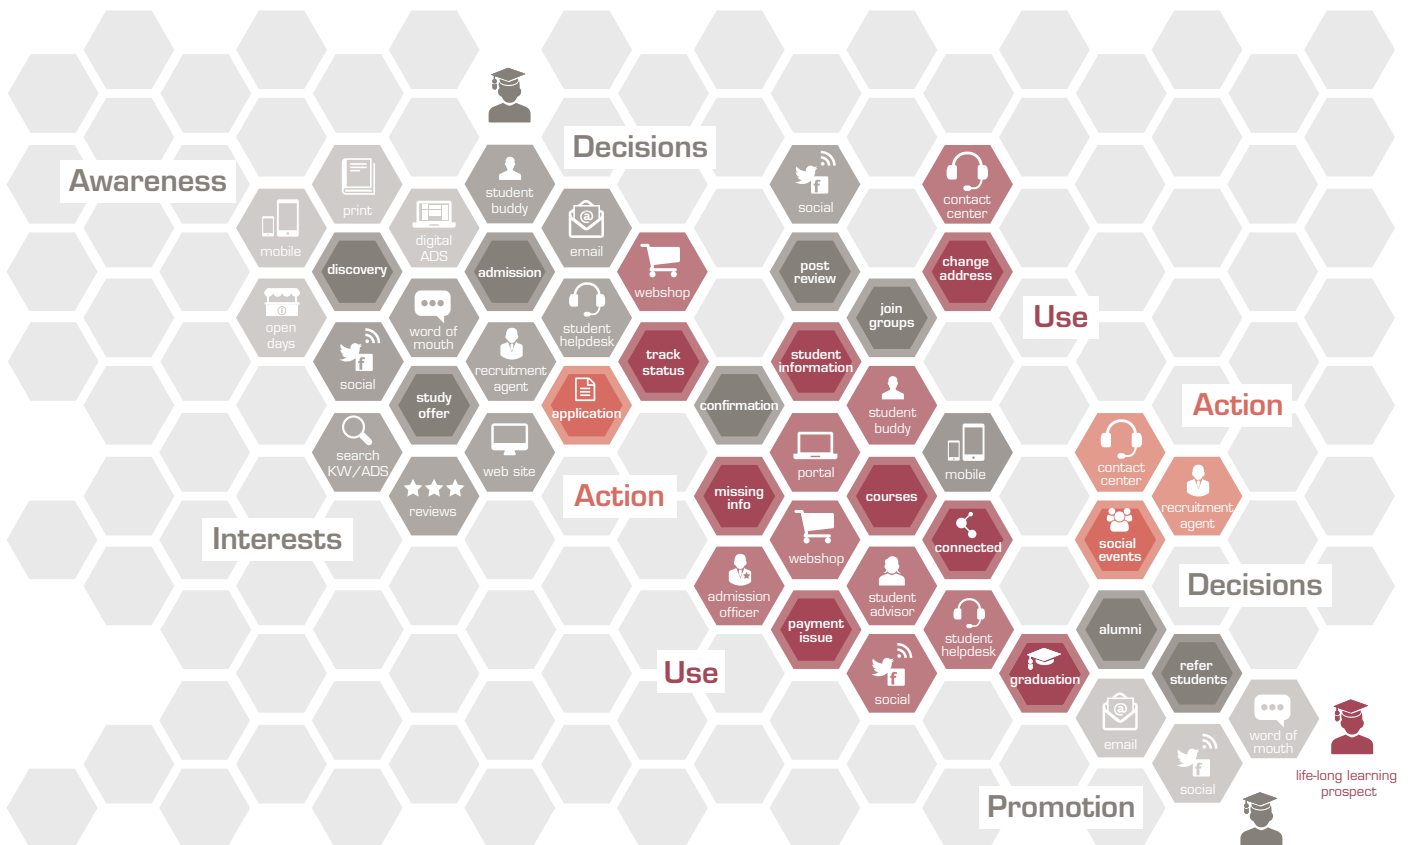 Awareness
Decisions
print
student
buddy
social
contact
center
mobile
digital
ADS
@
email
discovery
admission
webshop
post
review
change
address
open
days
word of
mouth
student
helpdesk
join
groups
Use
social
recruitment
agent
track
status
student
information
study
offer
application
confirmation
student
buddy
Action
search
KW/ADS
web site
portal
mobile
contact
center
reviews
Action
missing
info
courses
recruitment
agent
Interests
webshop
connected
social
events
admission
officer
student
advisor
Decisions
payment
issue
student
helpdesk
alumni
Use
social
graduation
refer
students
@
email
word of
mouth
social
life-long learning
prospect
Promotion